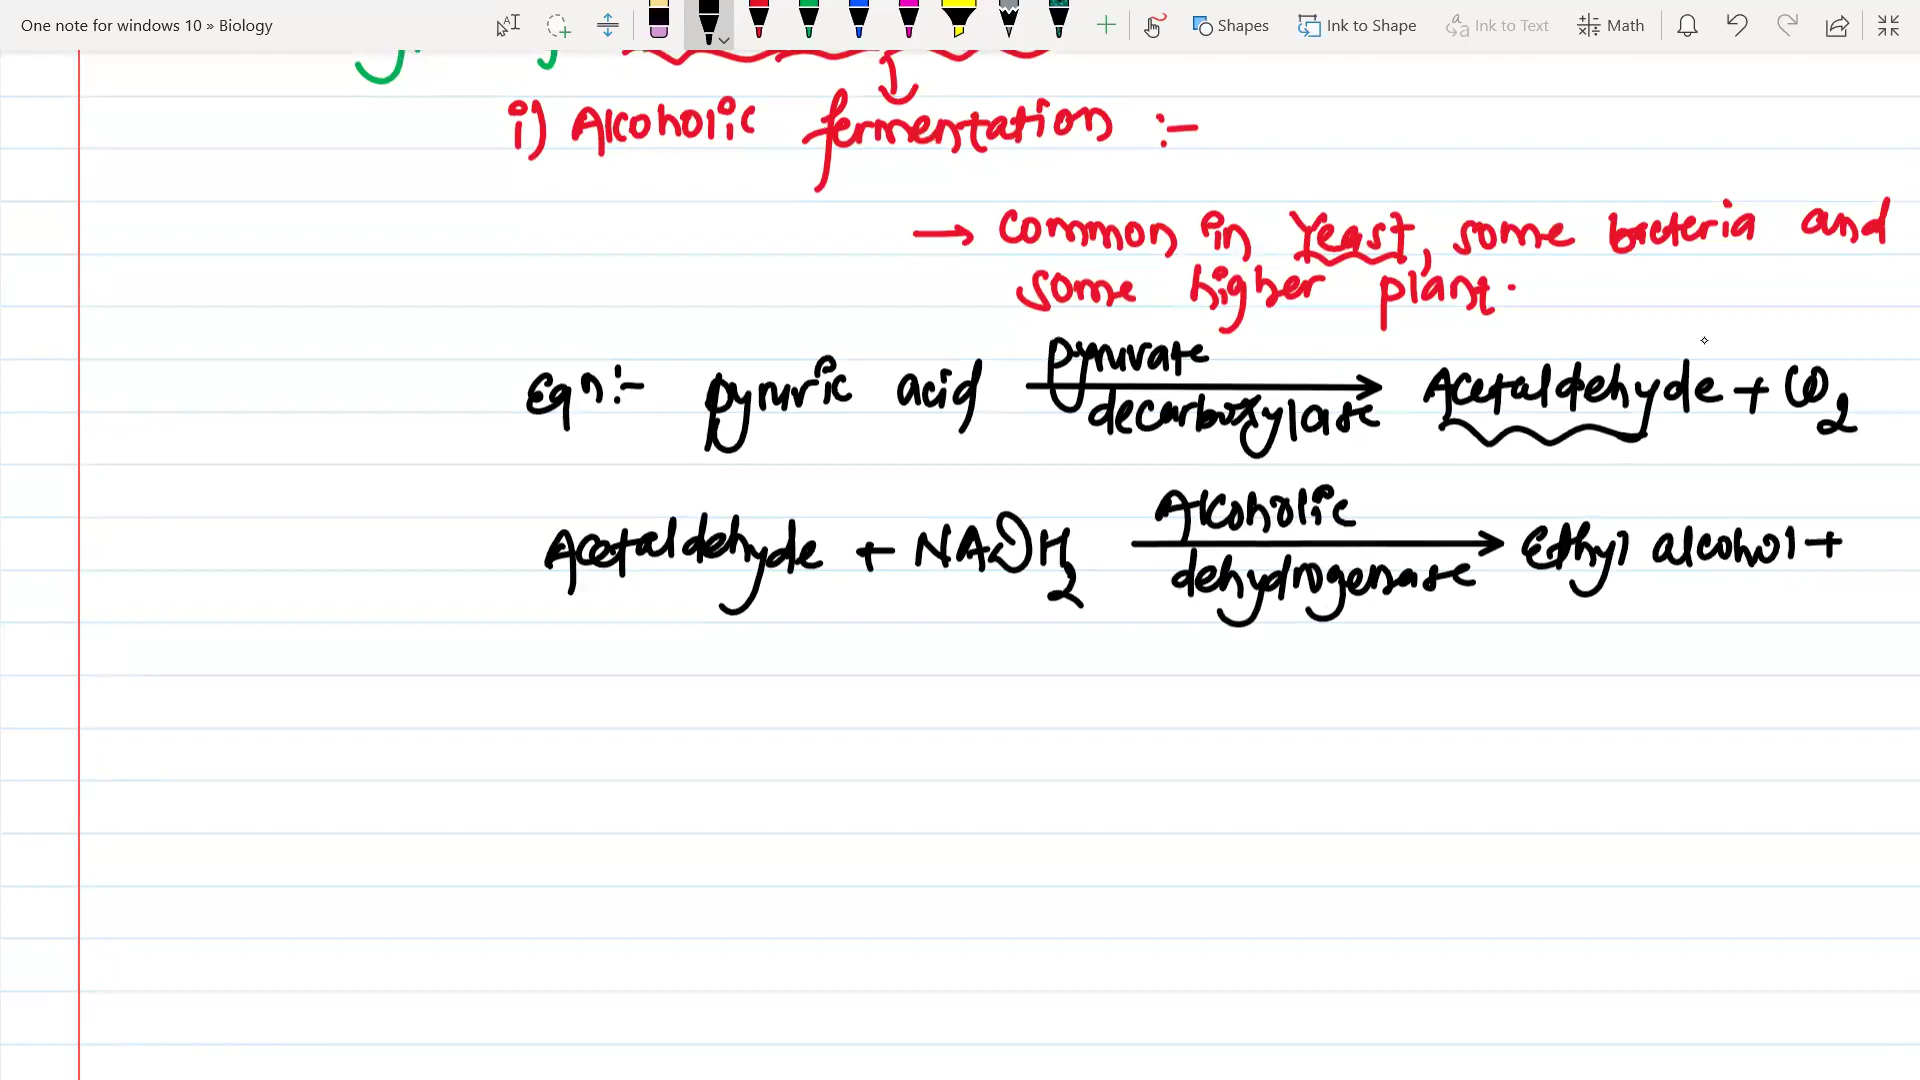 One note for windows 10 » Biology
Shapes Ink to Shape Ink to Text Math
i) Alcoholic fermentation :-
→ common in Yeast, some bacteria and
some higher plant.
pyruvate
Eqn:- pyruvic acid → Acetaldehyde + CO2
decarboxylase
Alcoholic
Acetaldehyde + NADH2 → Ethyl alcohol +
dehydrogenase